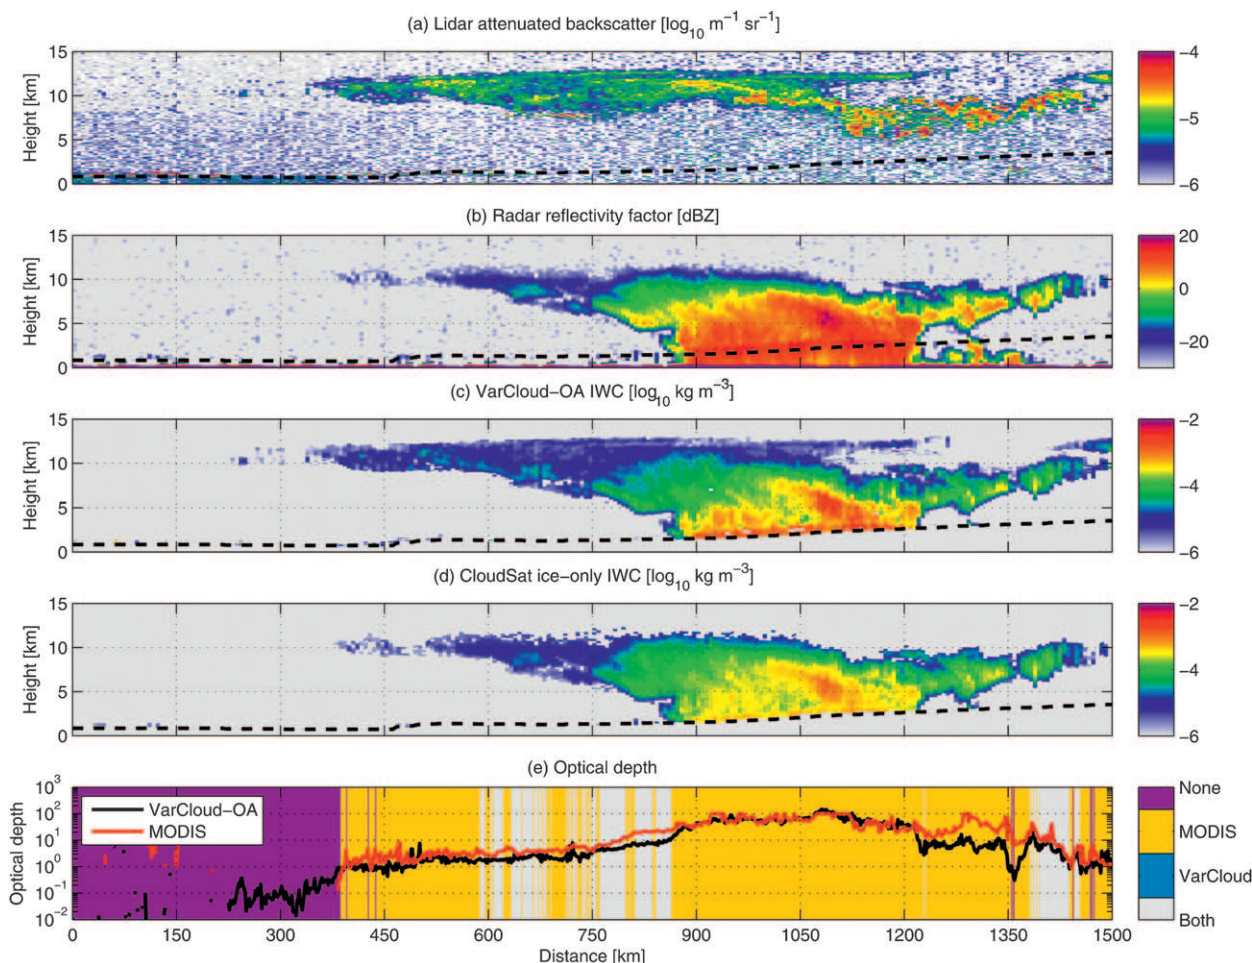 (a) Lidar attenuated backscatter [log10 m−1 sr−1]
15
10
5
0
Height [km]
−4
−5
−6
(b) Radar reflectivity factor [dBZ]
15
10
5
0
Height [km]
20
0
−20
(c) VarCloud−OA IWC [log10 kg m−3]
15
10
5
0
Height [km]
−2
−4
−6
(d) CloudSat ice−only IWC [log10 kg m−3]
15
10
5
0
Height [km]
−2
−4
−6
(e) Optical depth
10^3
10^2
10^1
10^0
10^−1
10^−2
Optical depth
VarCloud−OA
MODIS
None
MODIS
VarCloud
Both
0 150 300 450 600 750 900 1050 1200 1350 1500
Distance [km]